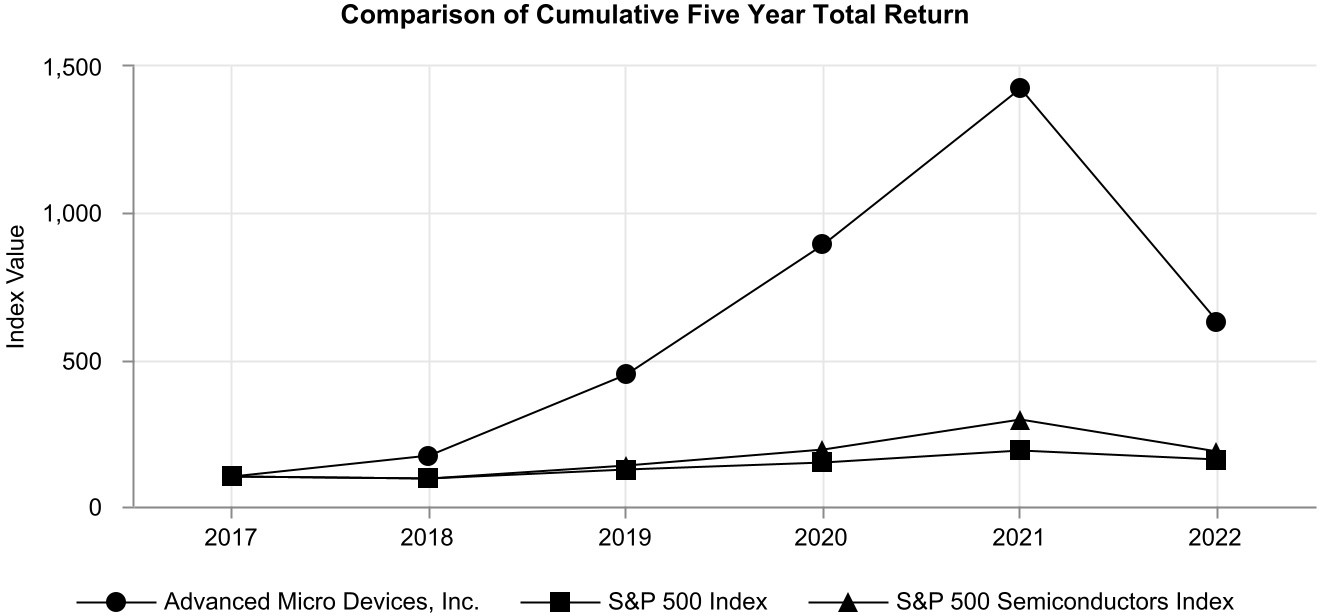 Comparison of Cumulative Five Year Total Return
Index Value
1,500
1,000
500
0
2017 2018 2019 2020 2021 2022
Advanced Micro Devices, Inc. S&P 500 Index S&P 500 Semiconductors Index